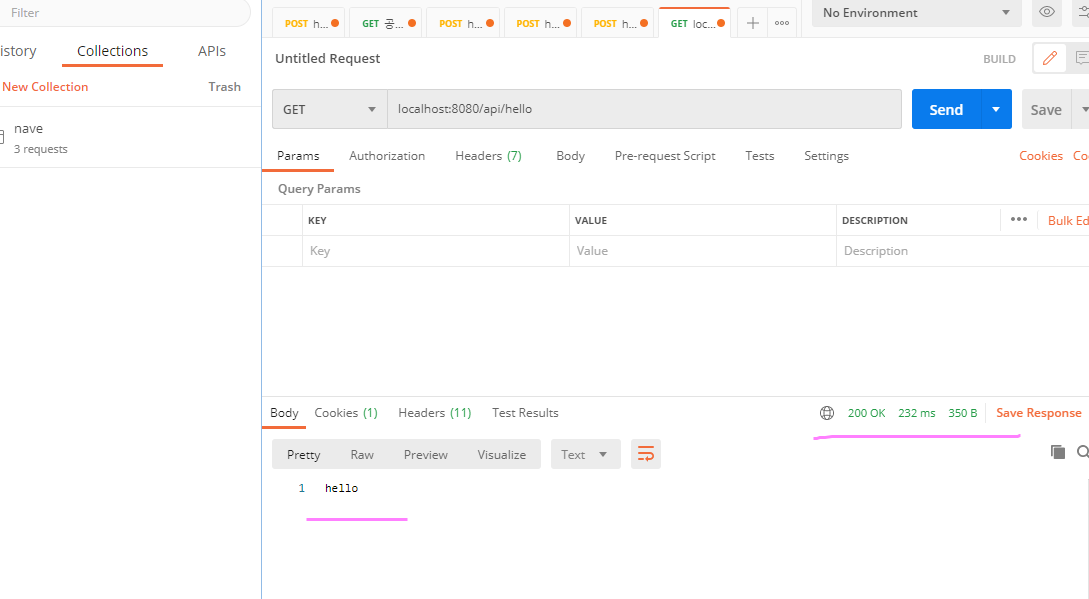 Filter
istory Collections APIs
New Collection Trash
nave
3 requests
POST h... GET 공... POST h... POST h... POST h... GET loc... + ooo
No Environment
Untitled Request BUILD
GET localhost:8080/api/hello Send Save
Params Authorization Headers (7) Body Pre-request Script Tests Settings Cookies Co
Query Params
KEY VALUE DESCRIPTION ••• Bulk Ed
Key Value Description
Body Cookies (1) Headers (11) Test Results 200 OK 232 ms 350 B Save Response
Pretty Raw Preview Visualize Text
1 hello